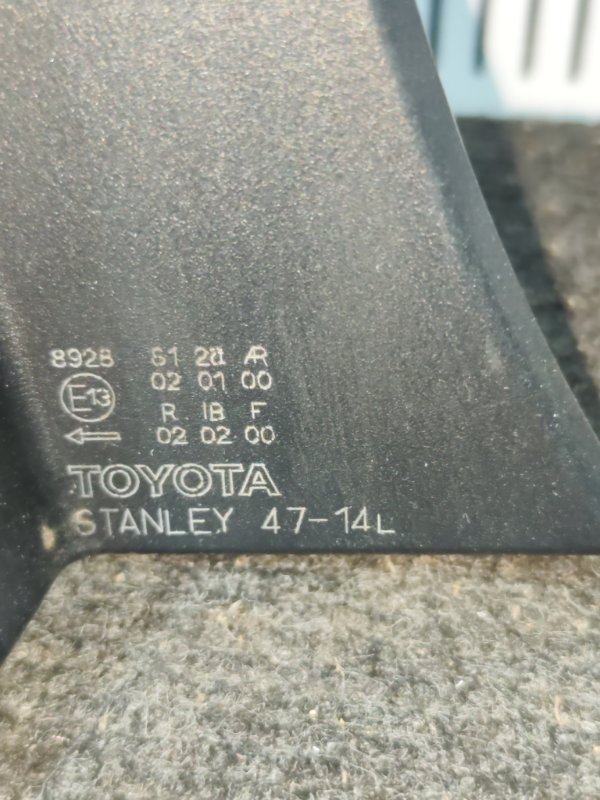 8928 S1 2a AR
02 01 00
E13
R IB F
← 02 02 00
TOYOTA
STANLEY 47-14L